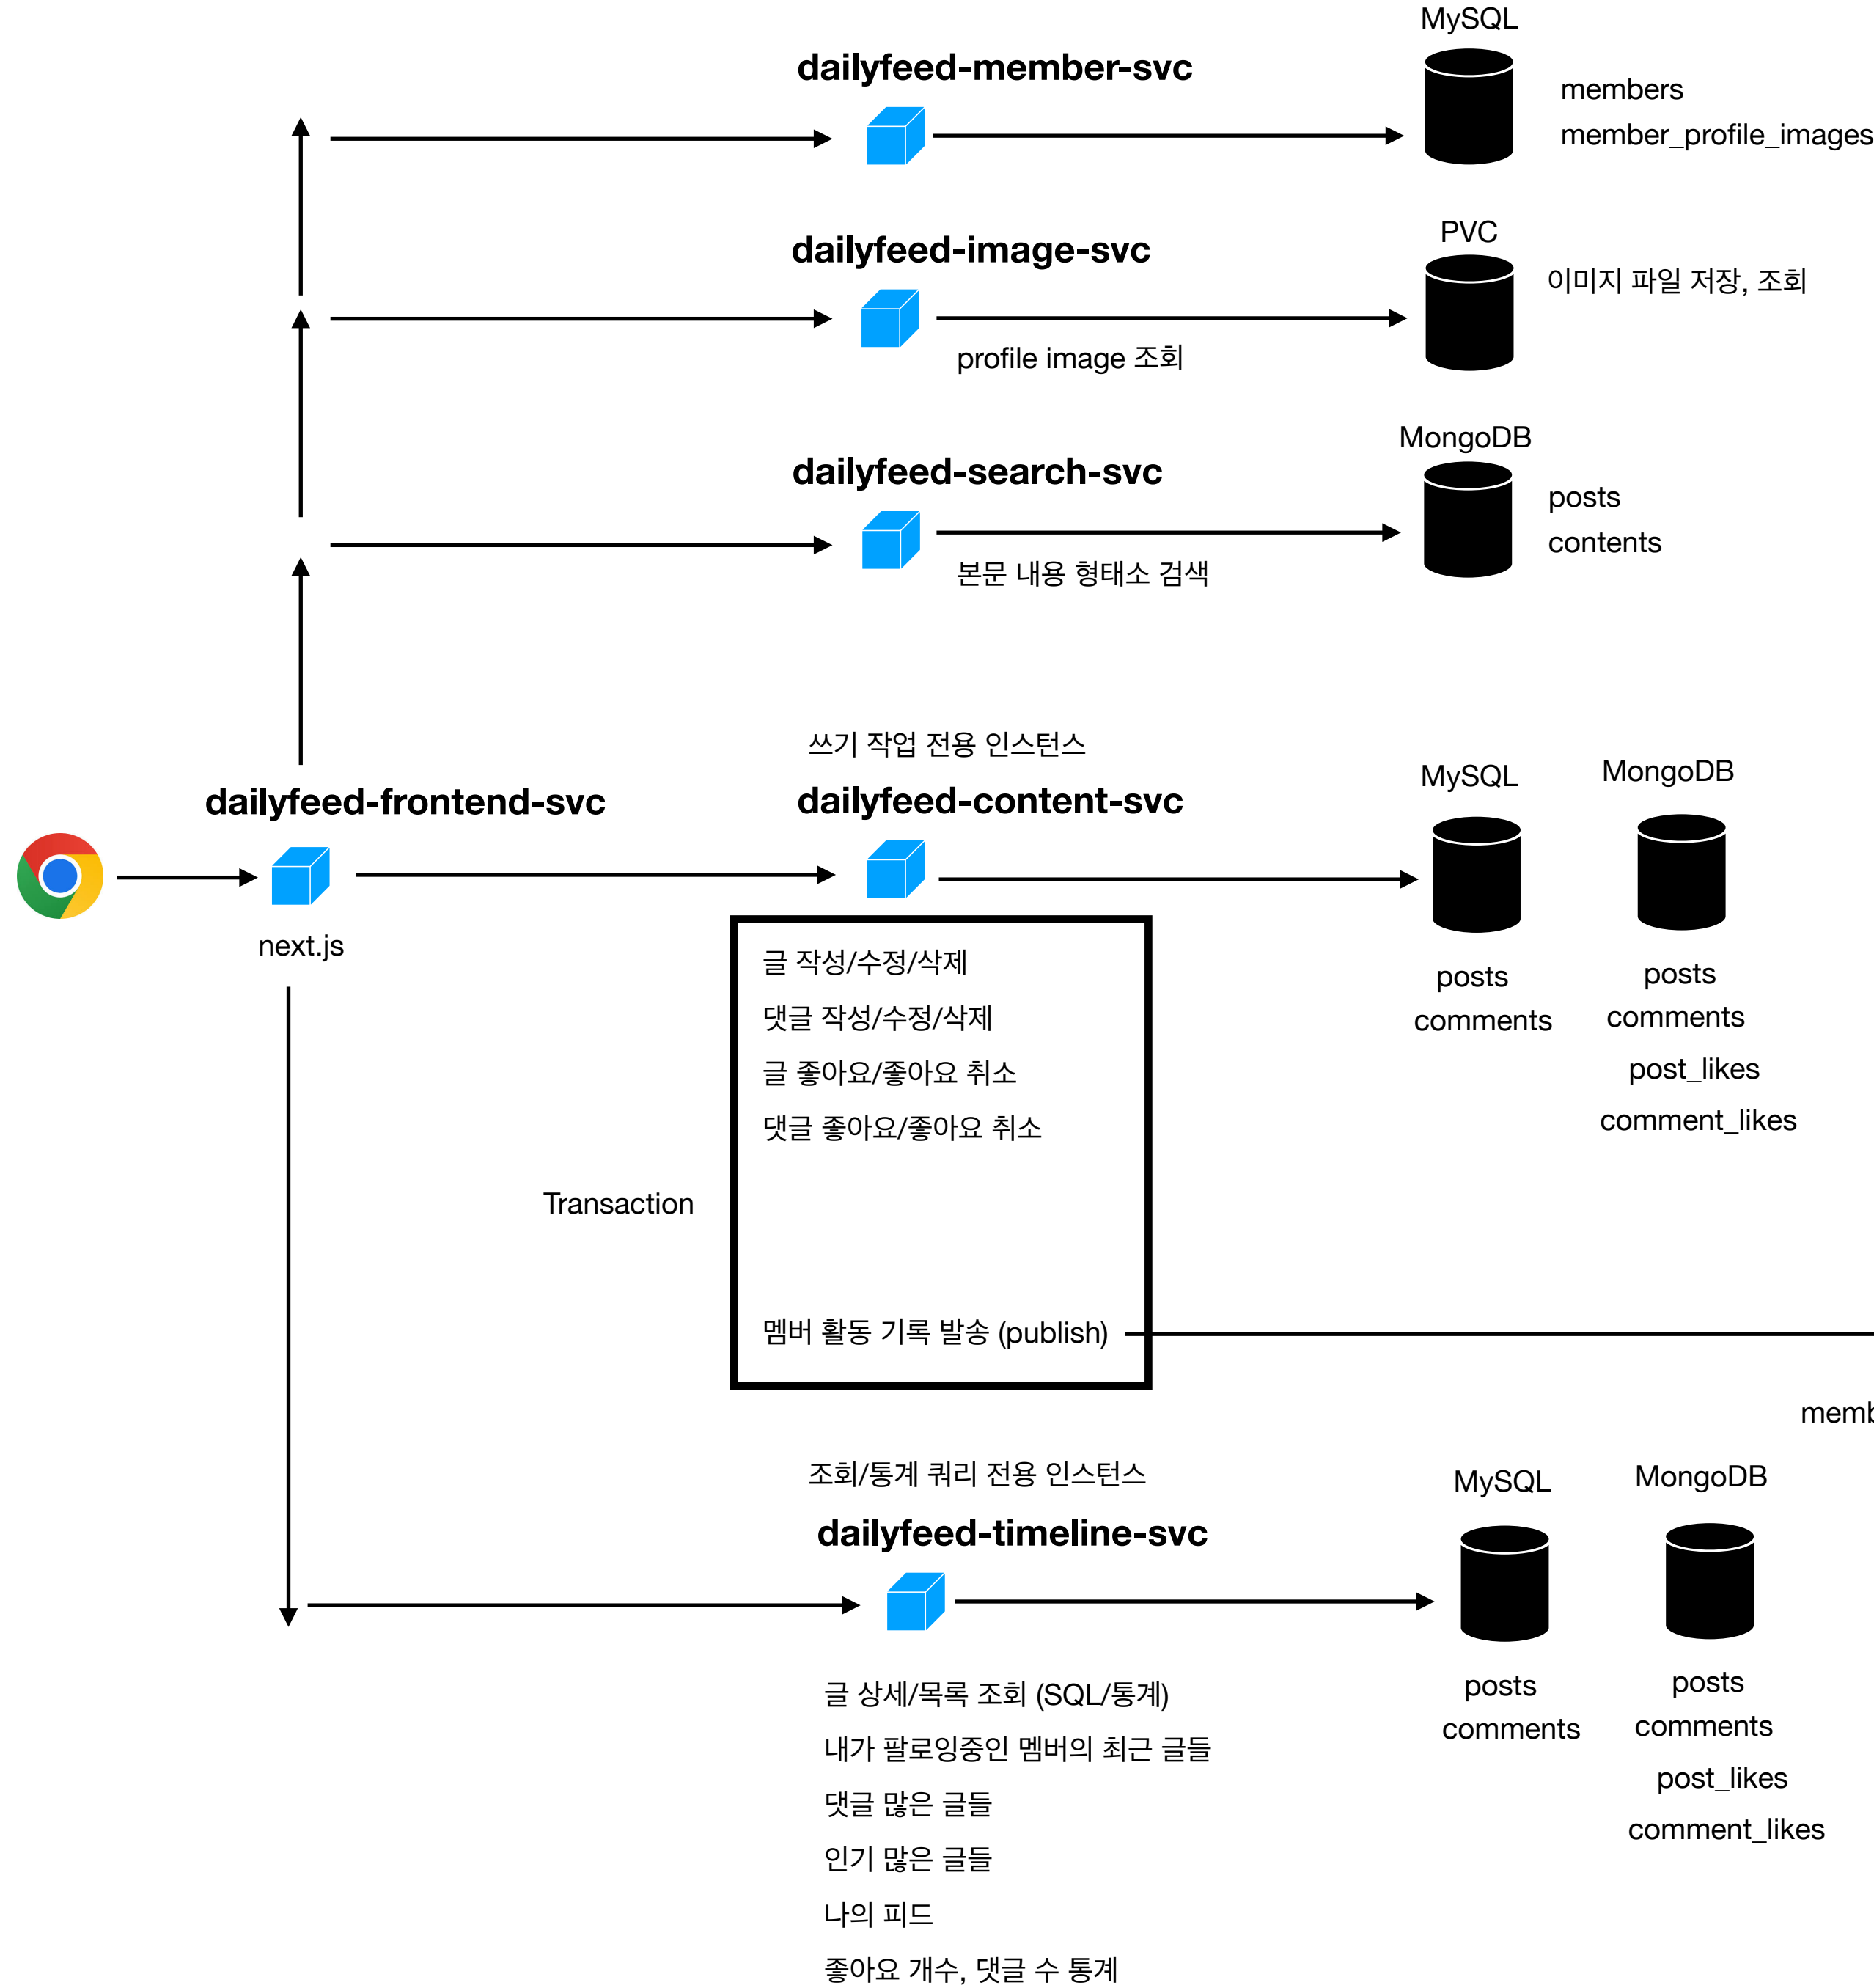 MySQL
dailyfeed-member-svc
members
member_profile_images
PVC
dailyfeed-image-svc
이미지 파일 저장, 조회
profile image 조회
MongoDB
dailyfeed-search-svc
posts
contents
본문 내용 형태소 검색
쓰기 작업 전용 인스턴스
MySQL
MongoDB
dailyfeed-frontend-svc
dailyfeed-content-svc
next.js
글 작성/수정/삭제
댓글 작성/수정/삭제
글 좋아요/좋아요 취소
댓글 좋아요/좋아요 취소
posts
comments
posts
comments
post_likes
comment_likes
Transaction
멤버 활동 기록 발송 (publish)
조회/통계 쿼리 전용 인스턴스
MySQL
MongoDB
dailyfeed-timeline-svc
posts
comments
posts
comments
post_likes
comment_likes
글 상세/목록 조회 (SQL/통계)
내가 팔로잉중인 멤버의 최근 글들
댓글 많은 글들
인기 많은 글들
나의 피드
좋아요 개수, 댓글 수 통계